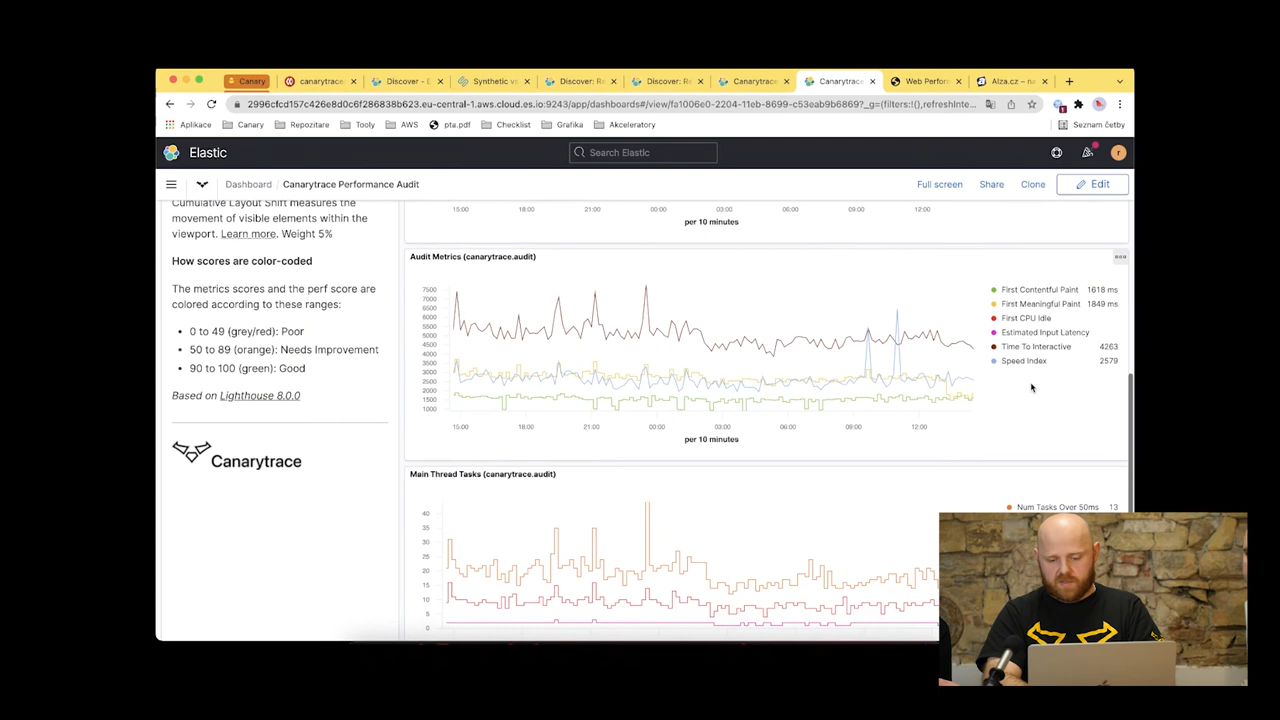 Canary
canarytrace
Discover - E
Synthetic v
Discover: R
Discover: R
Canarytrace
Canarytrace
Web Perform
Alza.cz – na
2996cfcd157c426e8d0c6f286838b623.eu-central-1.aws.cloud.es.io:9243/app/dashboards#/view/fa1006e0-2204-11eb-8699-c53eab9b6869?_g=(filters:!(),refreshInte...
Aplikace
Canary
Repozitare
Tooly
AWS
pta.pdf
Checklist
Grafika
Akceleratory
Seznam četby
Elastic
Search Elastic
r
Dashboard / Canarytrace Performance Audit
Full screen
Share
Clone
Edit
Cumulative Layout Shift measures the
movement of visible elements within the
viewport. Learn more. Weight 5%
How scores are color-coded
The metrics scores and the perf score are
colored according to these ranges:
• 0 to 49 (grey/red): Poor
• 50 to 89 (orange): Needs Improvement
• 90 to 100 (green): Good
Based on Lighthouse 8.0.0
Canarytrace
15:00 18:00 21:00 00:00 03:00 06:00 09:00 12:00
per 10 minutes
Audit Metrics (canarytrace.audit)
7500
7000
6500
6000
5500
5000
4500
4000
3500
3000
2500
2000
1500
1000
15:00 18:00 21:00 00:00 03:00 06:00 09:00 12:00
per 10 minutes
First Contentful Paint 1618 ms
First Meaningful Paint 1849 ms
First CPU Idle
Estimated Input Latency
Time To Interactive 4263
Speed Index 2579
Main Thread Tasks (canarytrace.audit)
40
35
30
25
20
15
10
5
0
Num Tasks Over 50ms 13